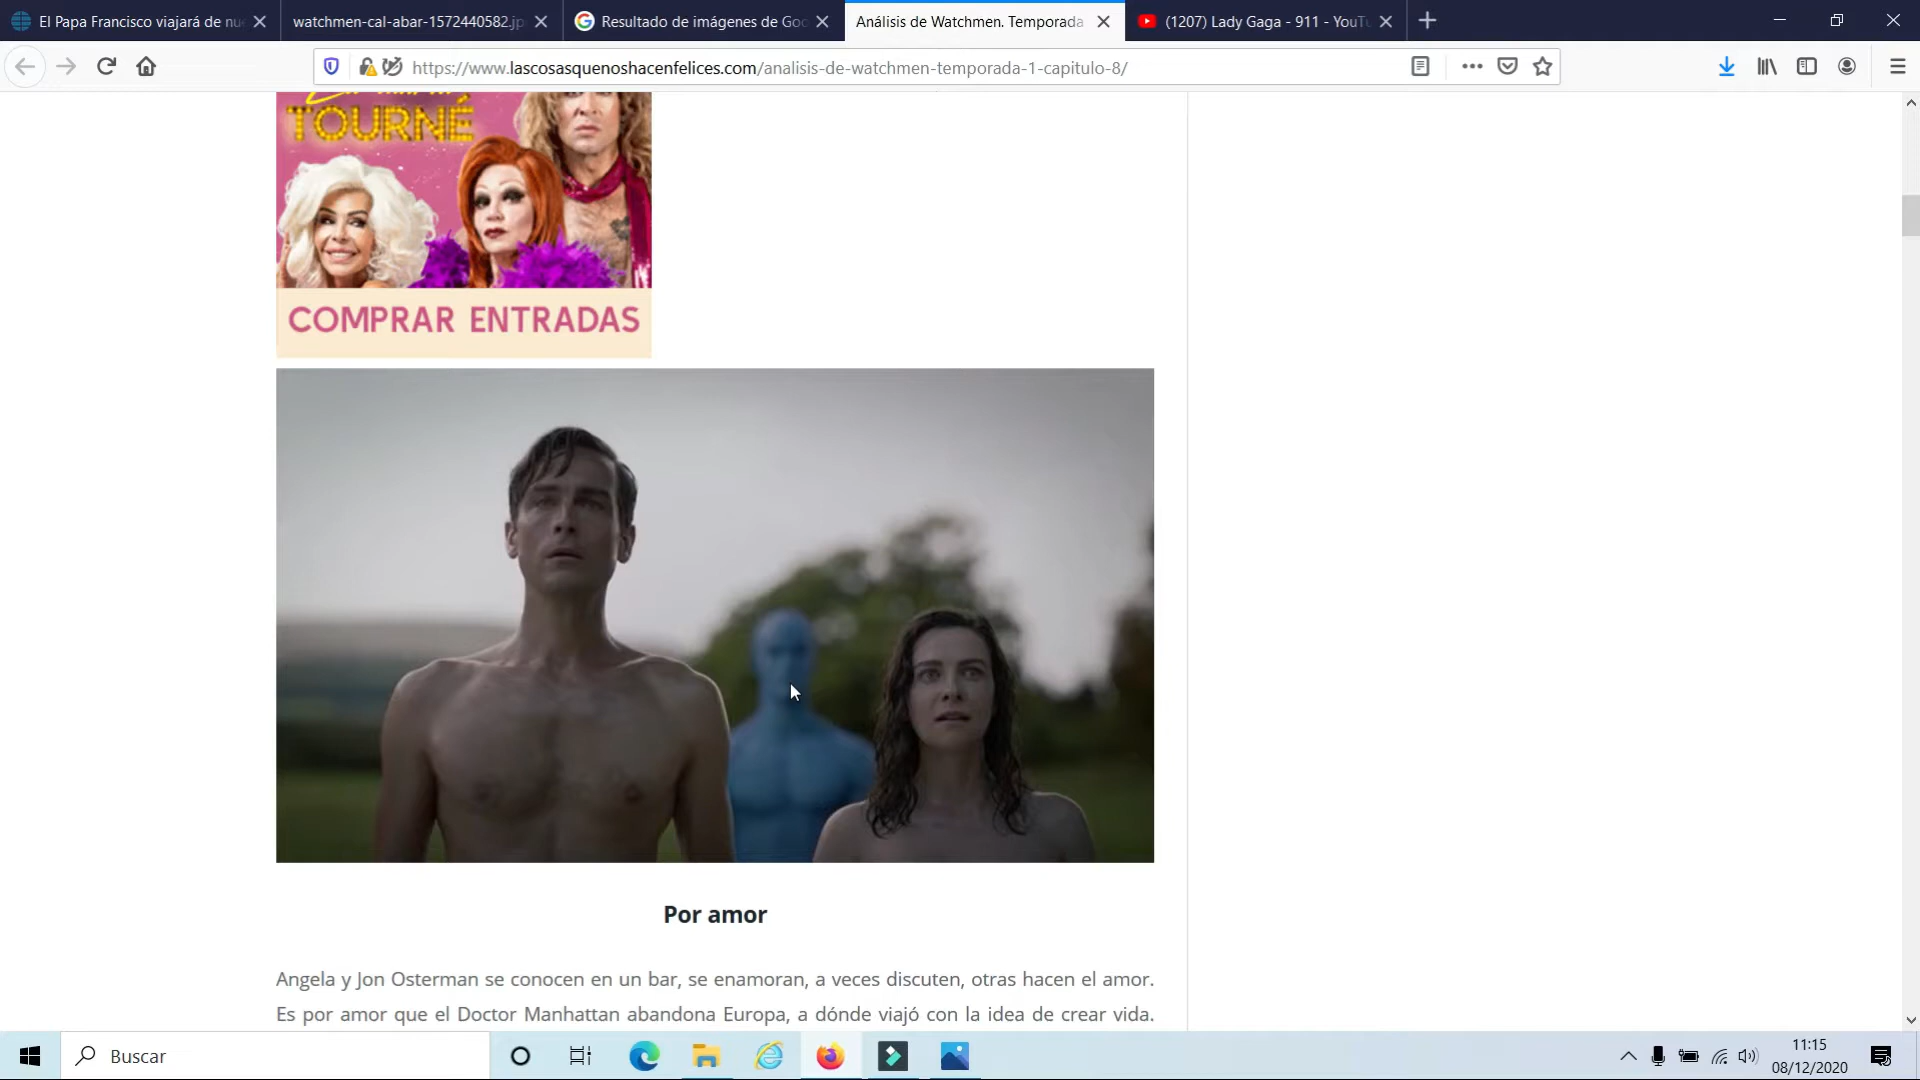 El Papa Francisco viajará de nu
watchmen-cal-abar-1572440582.jp
Resultado de imágenes de Goo
Análisis de Watchmen. Temporada
(1207) Lady Gaga - 911 - YouTu
https://www.lascosasquenoshacenfelices.com/analisis-de-watchmen-temporada-1-capitulo-8/
TOURNÉ
COMPRAR ENTRADAS
Por amor
Angela y Jon Osterman se conocen en un bar, se enamoran, a veces discuten, otras hacen el amor.
Es por amor que el Doctor Manhattan abandona Europa, a dónde viajó con la idea de crear vida.
Buscar
11:15
08/12/2020